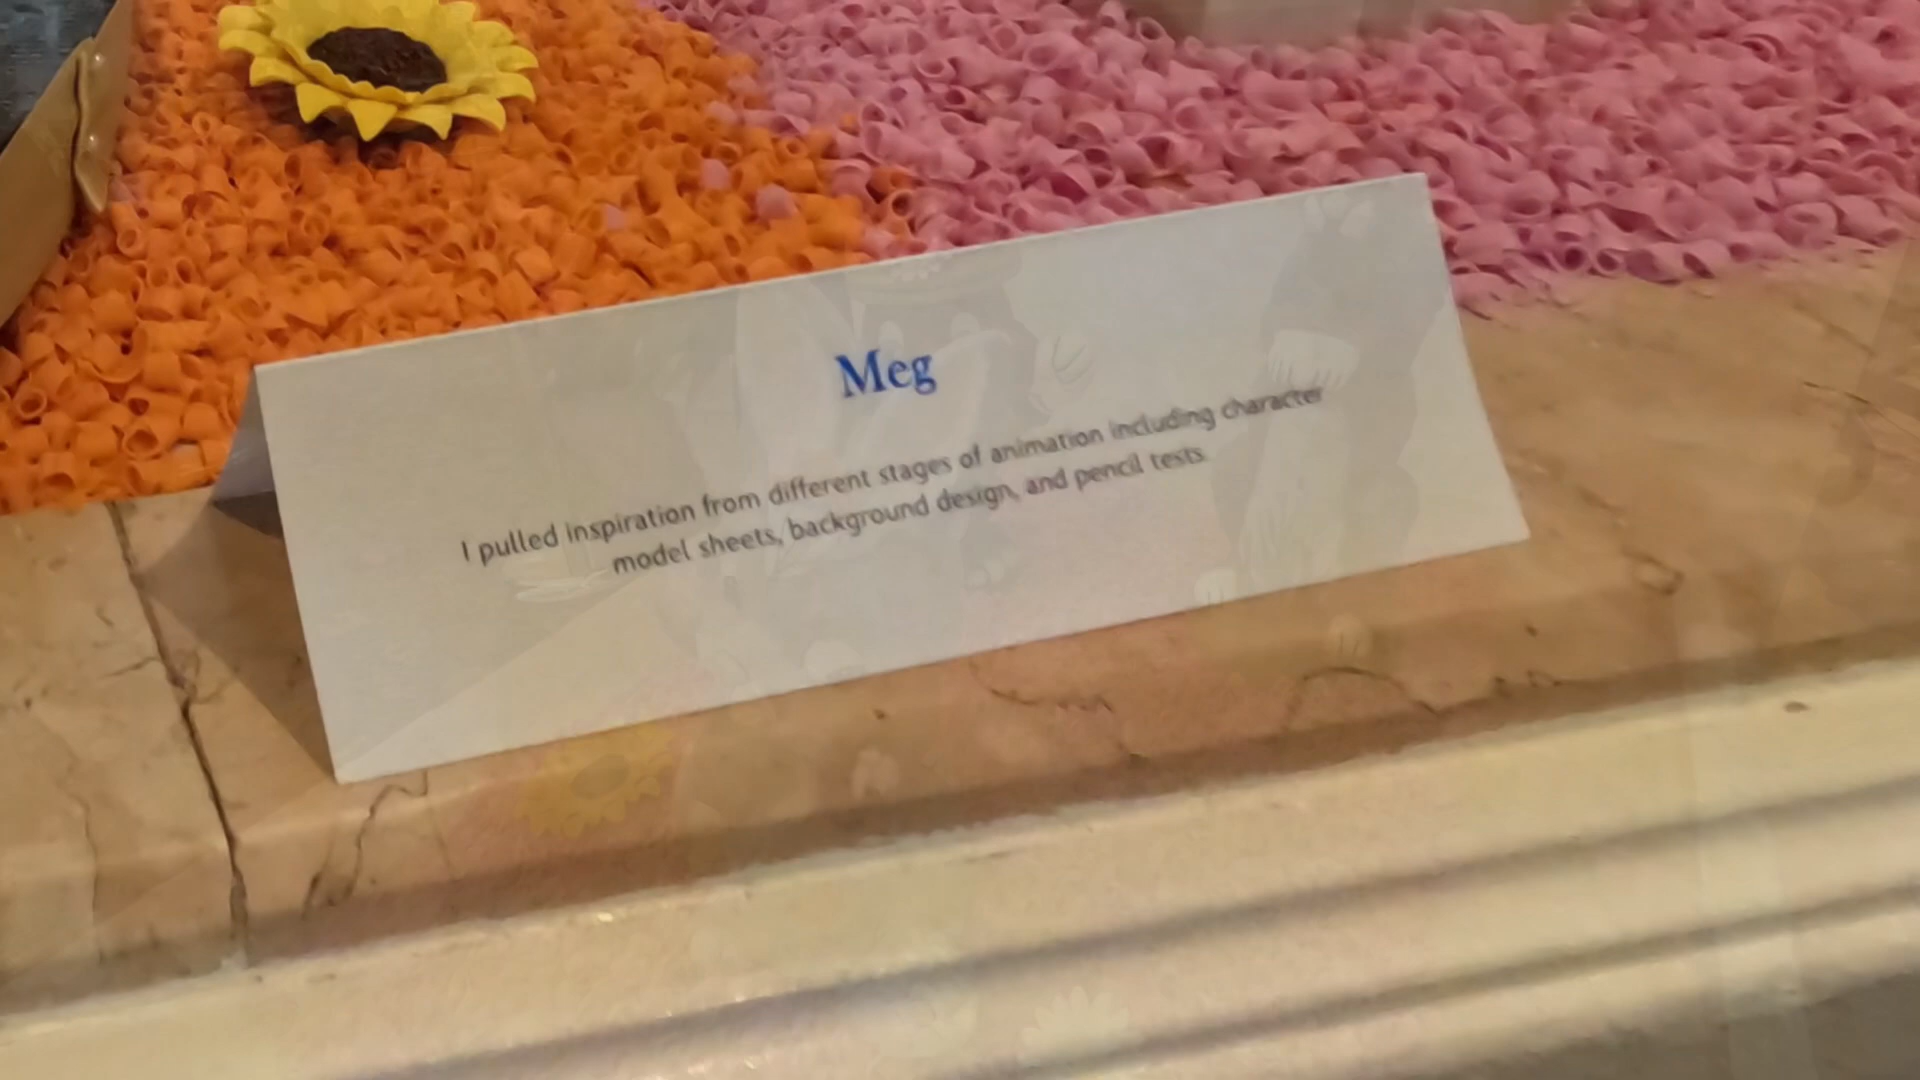 Meg
I pulled inspiration from different stages of animation including character
model sheets, background design, and pencil tests.